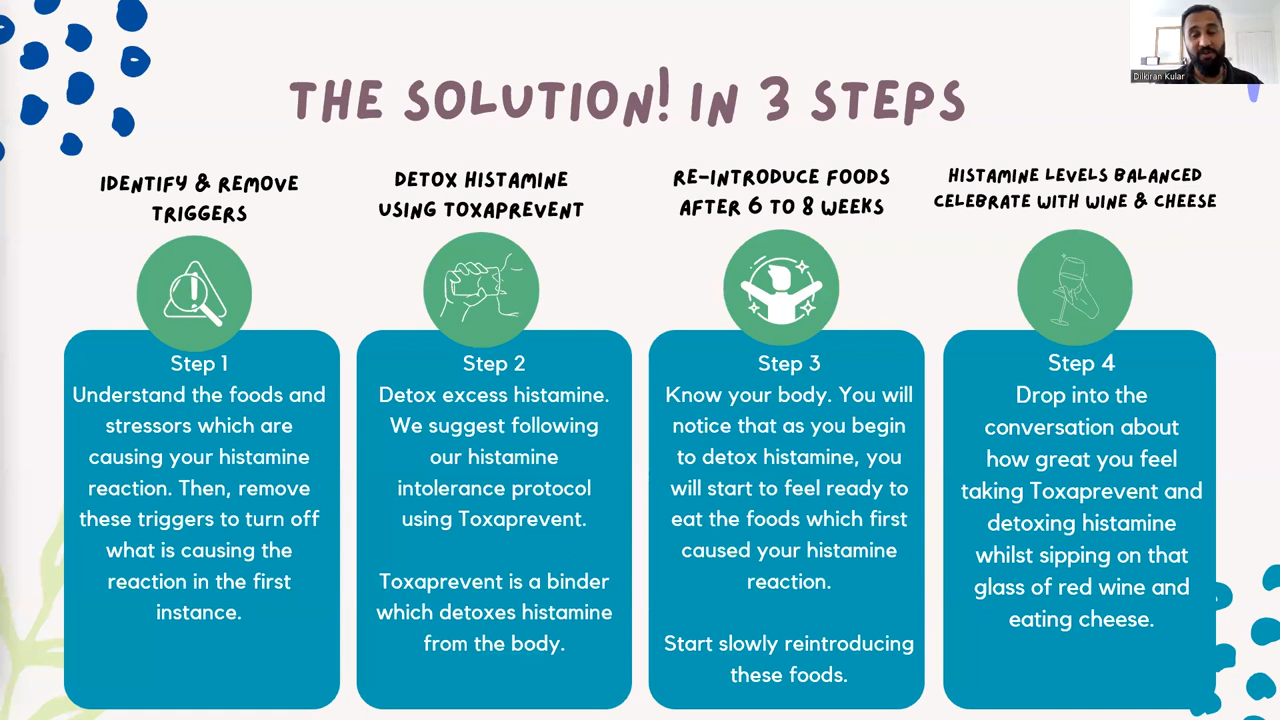 THE SOLUTION! IN 3 STEPS
Dilkiran Kular
IDENTIFY & REMOVE
TRIGGERS
Step 1
Understand the foods and
stressors which are
causing your histamine
reaction. Then, remove
these triggers to turn off
what is causing the
reaction in the first
instance.
DETOX HISTAMINE
USING TOXAPREVENT
Step 2
Detox excess histamine.
We suggest following
our histamine
intolerance protocol
using Toxaprevent.
Toxaprevent is a binder
which detoxes histamine
from the body.
RE-INTRODUCE FOODS
AFTER 6 TO 8 WEEKS
Step 3
Know your body. You will
notice that as you begin
to detox histamine, you
will start to feel ready to
eat the foods which first
caused your histamine
reaction.
Start slowly reintroducing
these foods.
HISTAMINE LEVELS BALANCED
CELEBRATE WITH WINE & CHEESE
Step 4
Drop into the
conversation about
how great you feel
taking Toxaprevent and
detoxing histamine
whilst sipping on that
glass of red wine and
eating cheese.